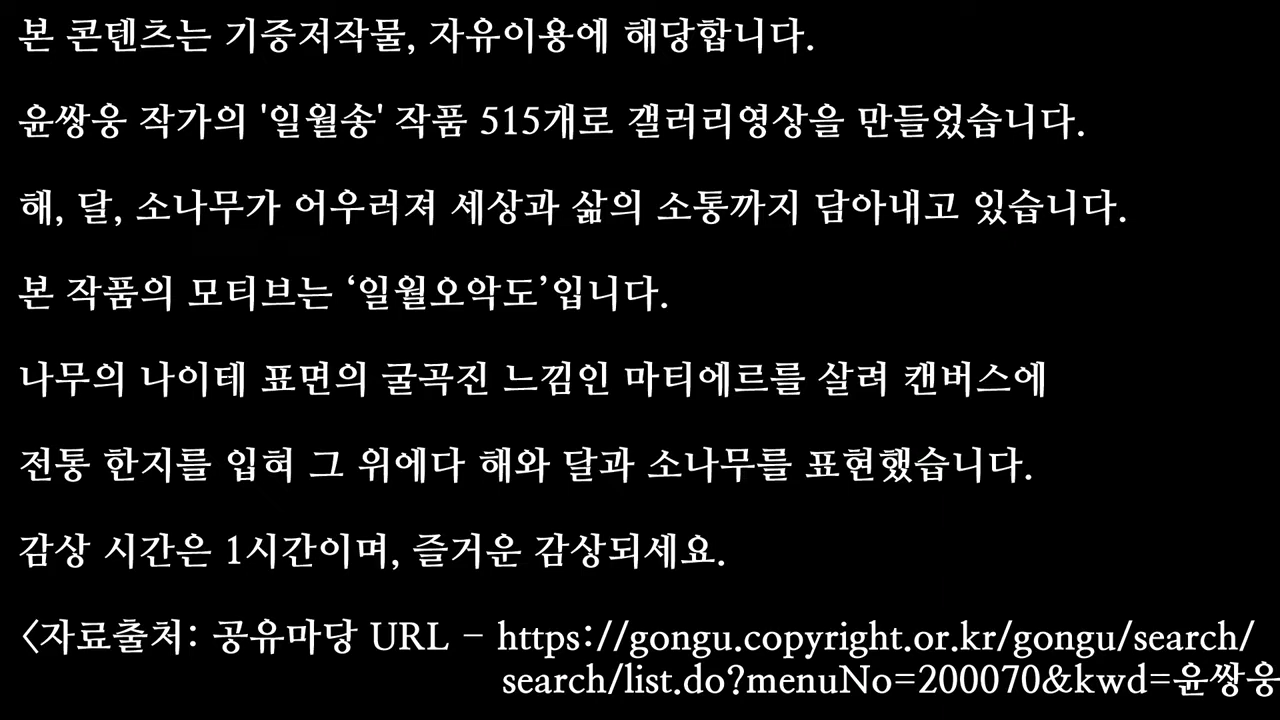 본 콘텐츠는 기증저작물, 자유이용에 해당합니다.
윤쌍웅 작가의 '일월송' 작품 515개로 갤러리영상을 만들었습니다.
해, 달, 소나무가 어우러져 세상과 삶의 소통까지 담아내고 있습니다.
본 작품의 모티브는 ‘일월오악도’입니다.
나무의 나이테 표면의 굴곡진 느낌인 마티에르를 살려 캔버스에
전통 한지를 입혀 그 위에다 해와 달과 소나무를 표현했습니다.
감상 시간은 1시간이며, 즐거운 감상되세요.
<자료출처: 공유마당 URL - https://gongu.copyright.or.kr/gongu/search/
search/list.do?menuNo=200070&kwd=윤쌍웅